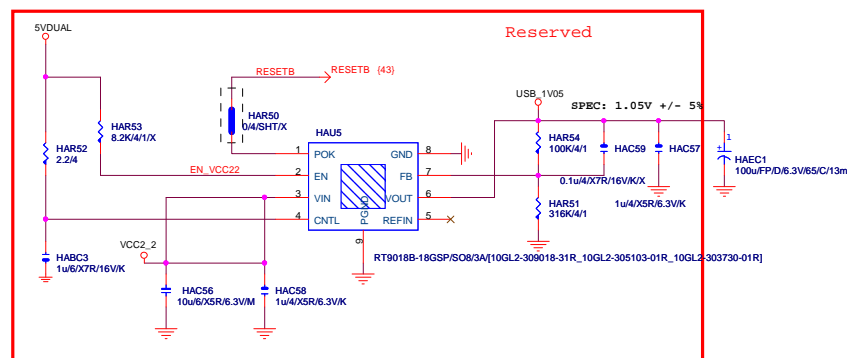 Reserved
5VDUAL
RESETB
RESETB {43}
USB_1V05
SPEC: 1.05V +/- 5%
HAR53
8.2K/4/1/X
HAR50
0/4/SHT/X
HAU5
HAR52
2.2/4
HAR54
100K/4/1
HAC59
0.1u/4/X7R/16V/K/X
HAC57
1u/4/X5R/6.3V/K
1
+
HAEC1
100u/FP/D/6.3V/65/C/13m
EN_VCC22
1 POK GND 8
2 EN FB 7
3 VIN VOUT 6
4 CNTL REFIN 5
PGND
9
HAR51
316K/4/1
VCC2_2
HABC3
1u/6/X7R/16V/K
RT9018B-18GSP/SO8/3A/[10GL2-309018-31R_10GL2-305103-01R_10GL2-303730-01R]
HAC56
10u/6/X5R/6.3V/M
HAC58
1u/4/X5R/6.3V/K